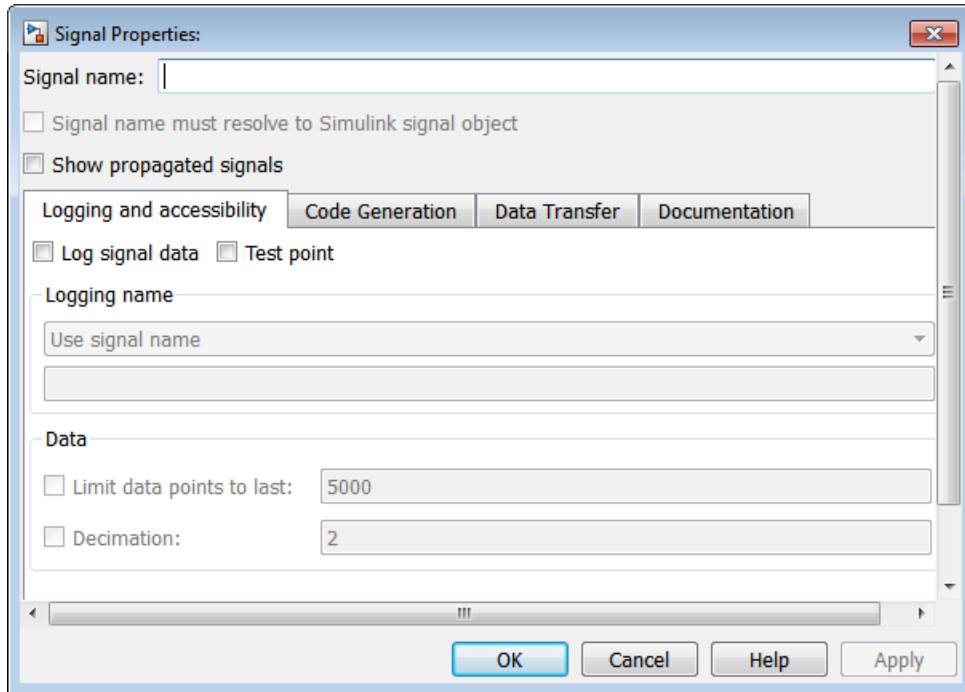 Signal Properties:
Signal name:
Signal name must resolve to Simulink signal object
Show propagated signals
Logging and accessibility Code Generation Data Transfer Documentation
Log signal data Test point
Logging name
Use signal name
Data
Limit data points to last: 5000
Decimation: 2
OK Cancel Help Apply